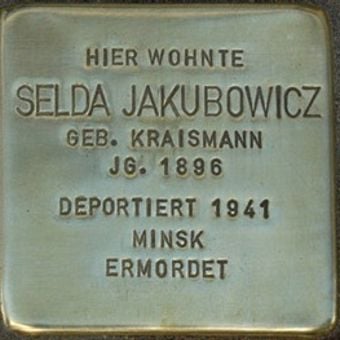 HIER WOHNTE
SELDA JAKUBOWICZ
GEB. KRAISMANN
JG. 1896
DEPORTIERT 1941
MINSK
ERMORDET